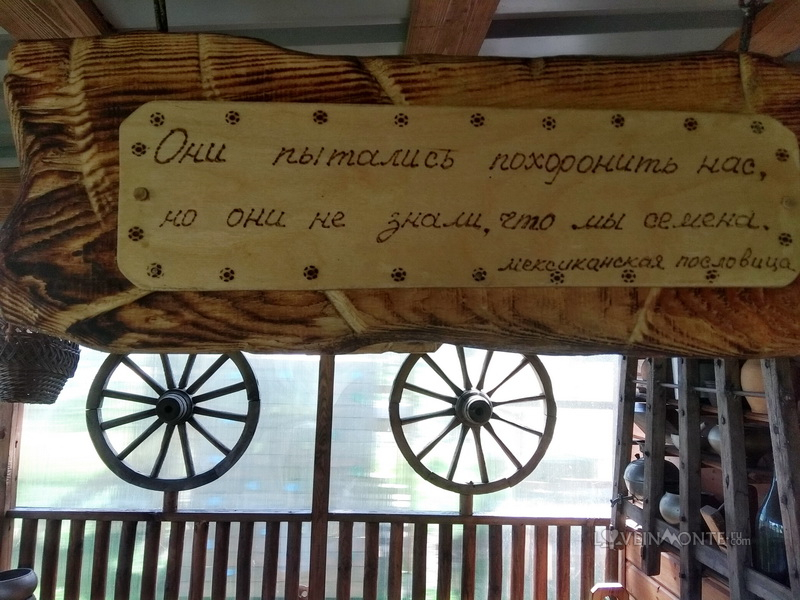 Они пытались похоронить нас,
но они не знали, что мы семена.
мексиканская пословица